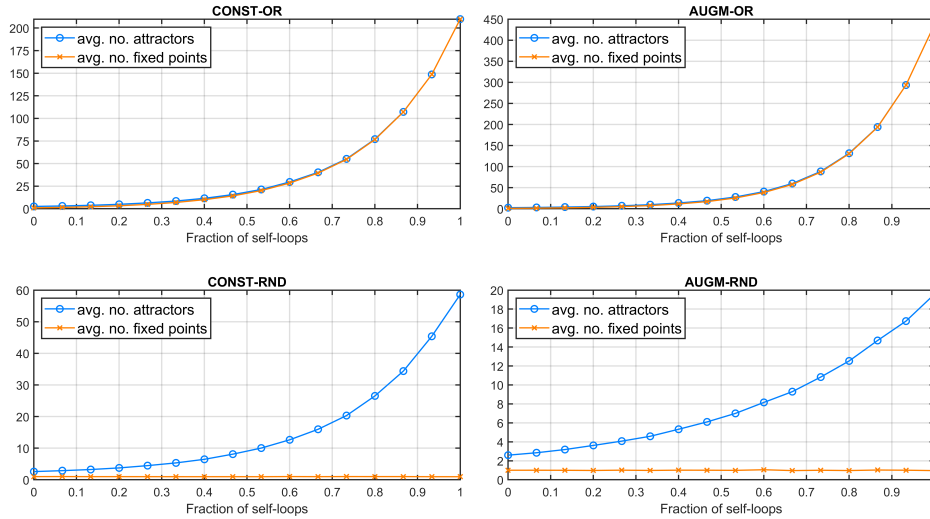 CONST-OR
avg. no. attractors
avg. no. fixed points
200
175
150
125
100
75
50
25
0
0 0.1 0.2 0.3 0.4 0.5 0.6 0.7 0.8 0.9 1
Fraction of self-loops
AUGM-OR
avg. no. attractors
avg. no. fixed points
450
400
350
300
250
200
150
100
50
0
0 0.1 0.2 0.3 0.4 0.5 0.6 0.7 0.8 0.9
Fraction of self-loops
CONST-RND
avg. no. attractors
avg. no. fixed points
60
50
40
30
20
10
0
0 0.1 0.2 0.3 0.4 0.5 0.6 0.7 0.8 0.9 1
Fraction of self-loops
AUGM-RND
avg. no. attractors
avg. no. fixed points
20
18
16
14
12
10
8
6
4
2
0
0 0.1 0.2 0.3 0.4 0.5 0.6 0.7 0.8 0.9
Fraction of self-loops